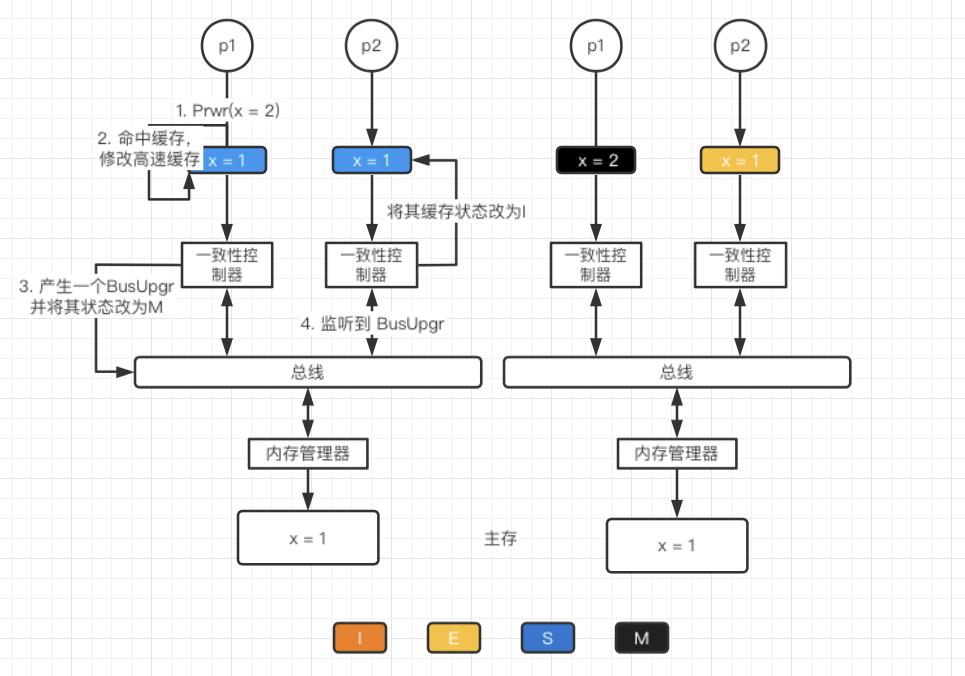 p1
p2
p1
p2
1. Prwr(x = 2)
2. 命中缓存，
修改高速缓存
x = 1
x = 1
x = 2
x = 1
将其缓存状态改为I
一致性控
制器
一致性控
制器
一致性控
制器
一致性控
制器
3. 产生一个BusUpgr
并将其状态改为M
4. 监听到 BusUpgr
总线
总线
内存管理器
内存管理器
x = 1
主存
x = 1
I
E
S
M